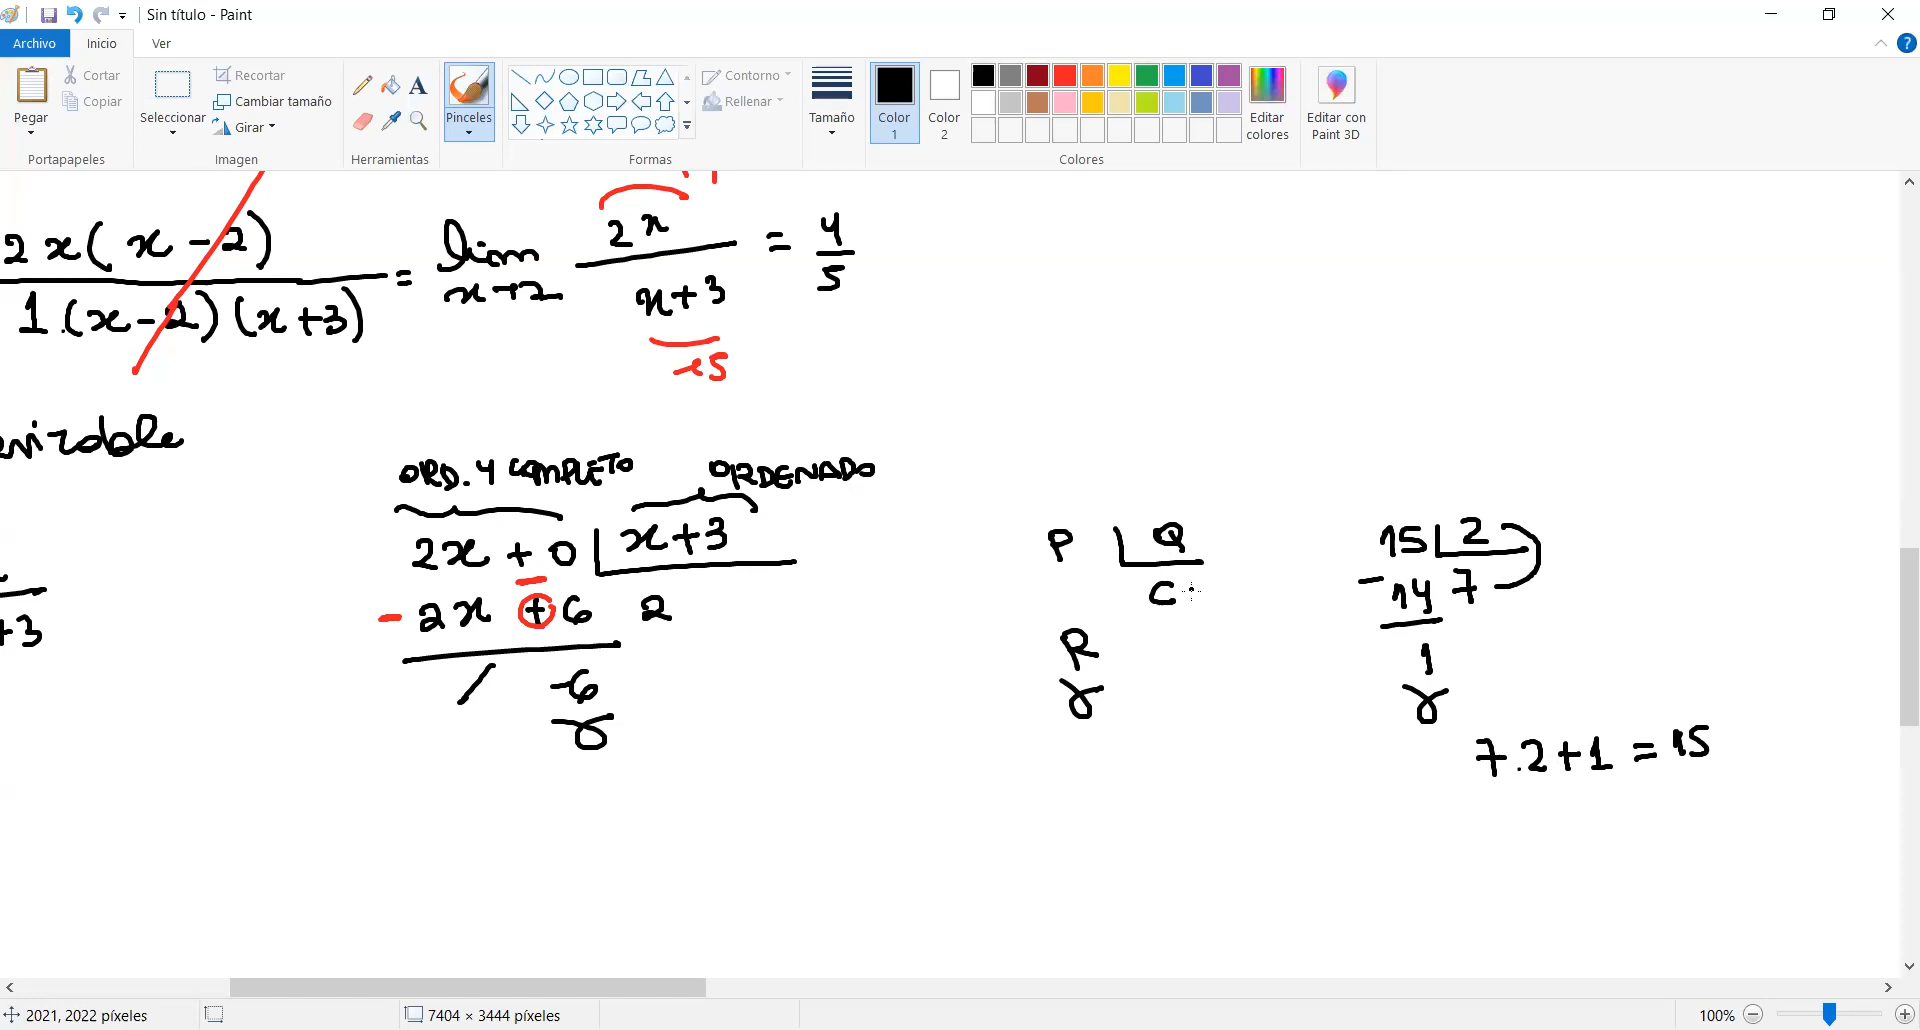 Sin título - Paint
Archivo Inicio Ver
Pegar
Cortar
Copiar
Portapapeles
Seleccionar
Recortar
Cambiar tamaño
Girar
Imagen
A
Herramientas
Pinceles
Contorno
Rellenar
Formas
Tamaño
Color 1
Color 2
Editar colores
Editar con Paint 3D
Colores
2x(x-2) = lim 2x = 4
1.(x-2)(x+3) x→2 x+3 5
→5
ORD. Y COMPLETO ORDENADO
2x + 0 x+3
- 2x + 6 2
/ -6
r
+3
P Q
C
R
r
15 2
-14 7
1
r
7.2+1 = 15
2021, 2022 píxeles
7404 × 3444 píxeles
100%